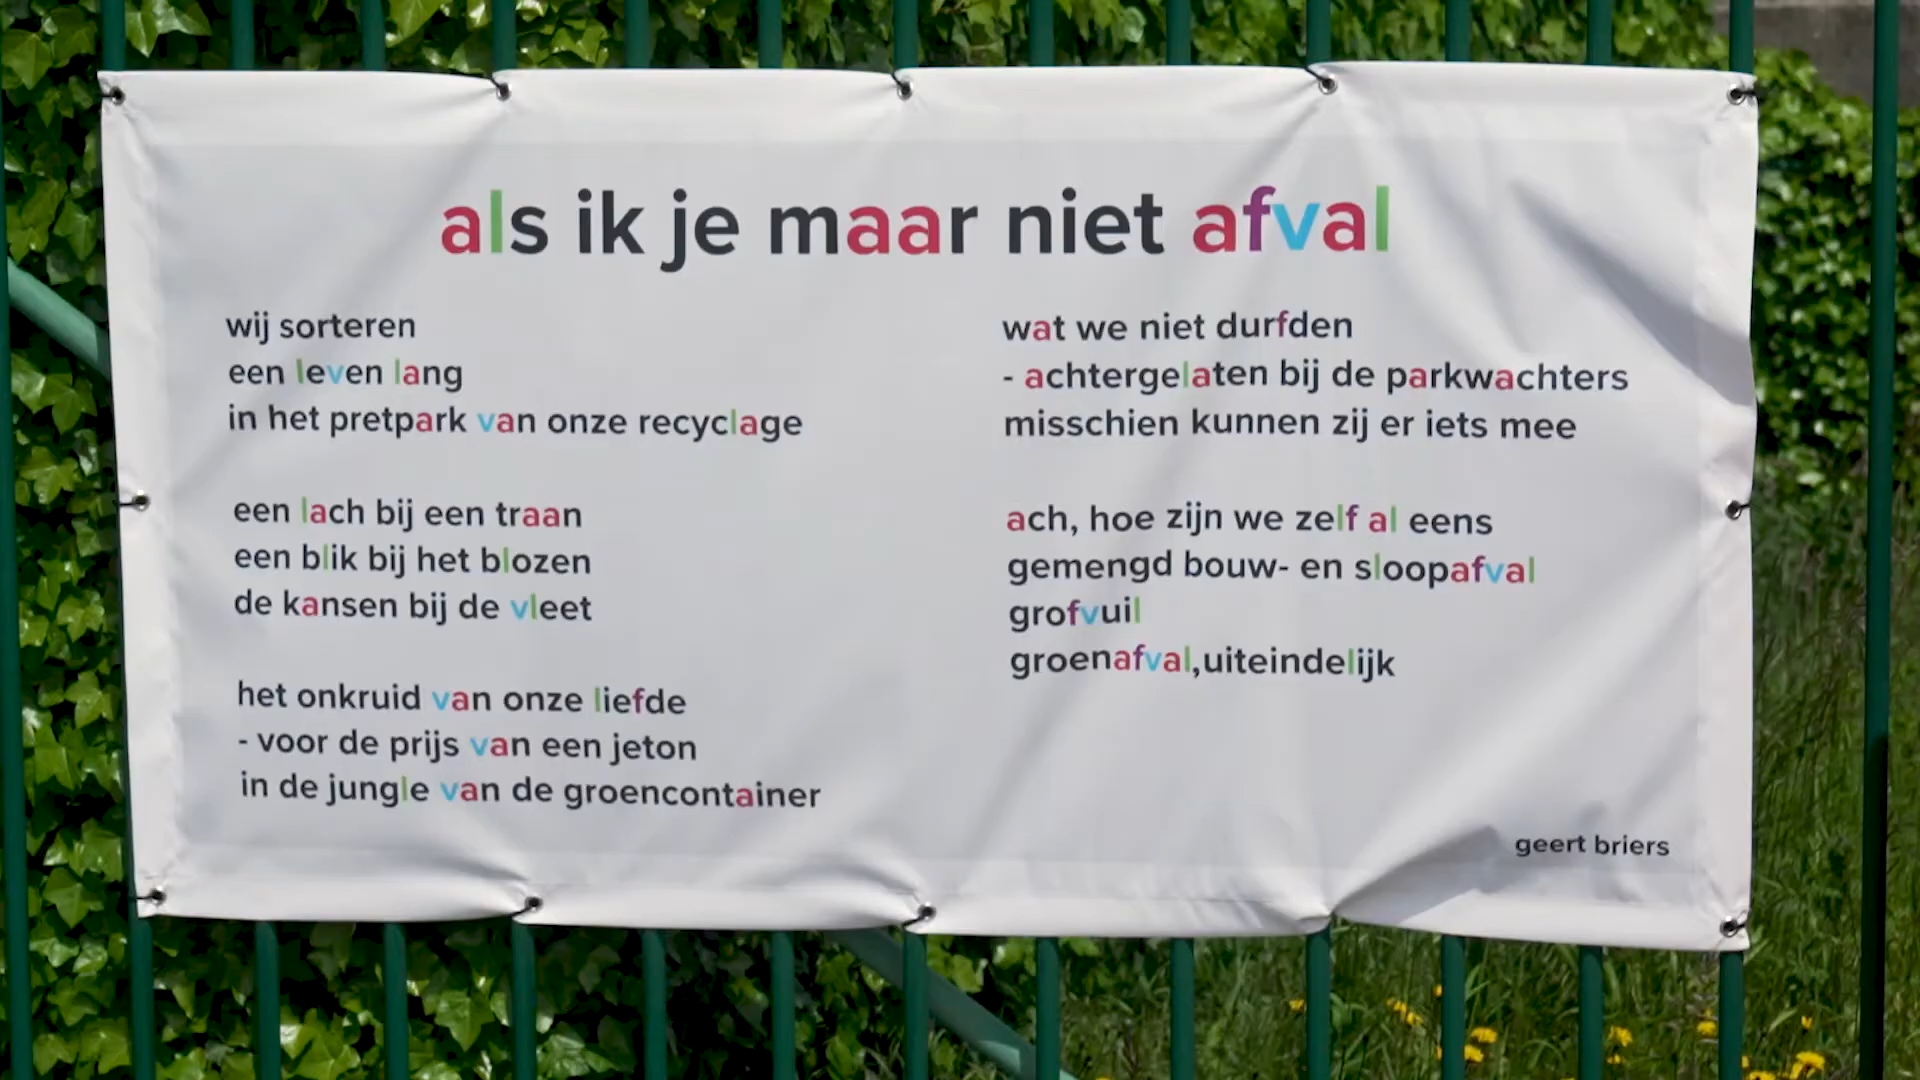 als ik je maar niet afval
wij sorteren
een leven lang
in het pretpark van onze recyclage
een lach bij een traan
een blik bij het blozen
de kansen bij de vleet
het onkruid van onze liefde
- voor de prijs van een jeton
in de jungle van de groencontainer
wat we niet durfden
- achtergelaten bij de parkwachters
misschien kunnen zij er iets mee
ach, hoe zijn we zelf al eens
gemengd bouw- en sloopafval
grofvuil
groenafval,uiteindelijk
geert briers